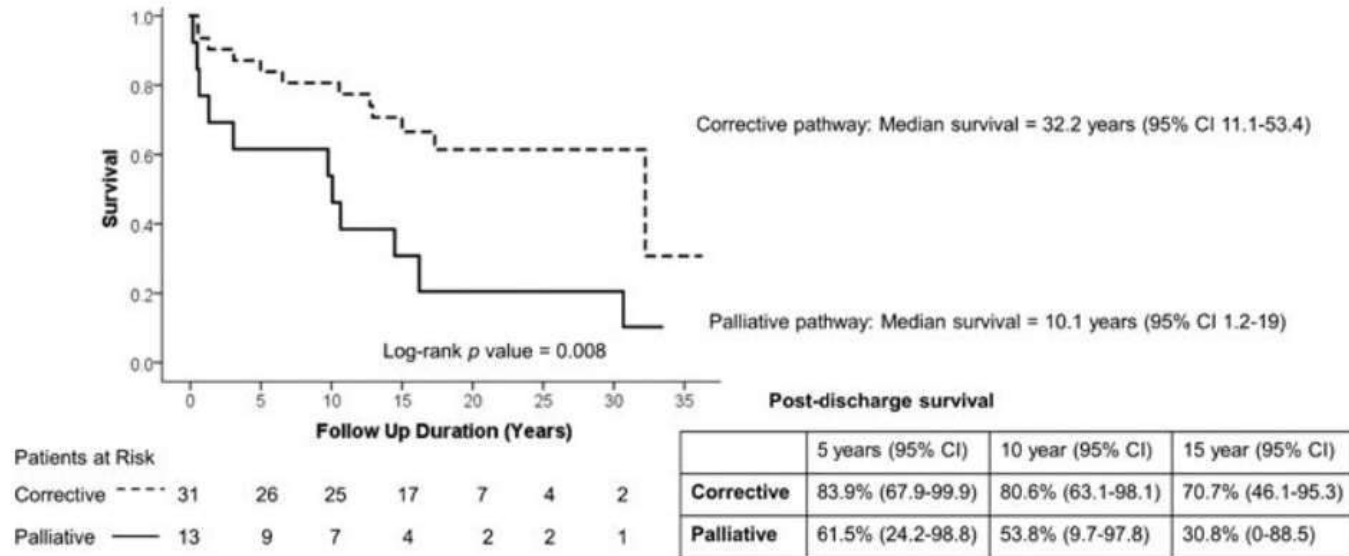 1.0
0.8
0.6
0.4
0.2
0.0
Survival
0 5 10 15 20 25 30 35
Follow Up Duration (Years)
Log-rank p value = 0.008
Corrective pathway: Median survival = 32.2 years (95% CI 11.1-53.4)
Palliative pathway: Median survival = 10.1 years (95% CI 1.2-19)
Patients at Risk
Corrective 31 26 25 17 7 4 2
Palliative 13 9 7 4 2 2 1
Post-discharge survival
5 years (95% CI) 10 year (95% CI) 15 year (95% CI)
Corrective 83.9% (67.9-99.9) 80.6% (63.1-98.1) 70.7% (46.1-95.3)
Palliative 61.5% (24.2-98.8) 53.8% (9.7-97.8) 30.8% (0-88.5)